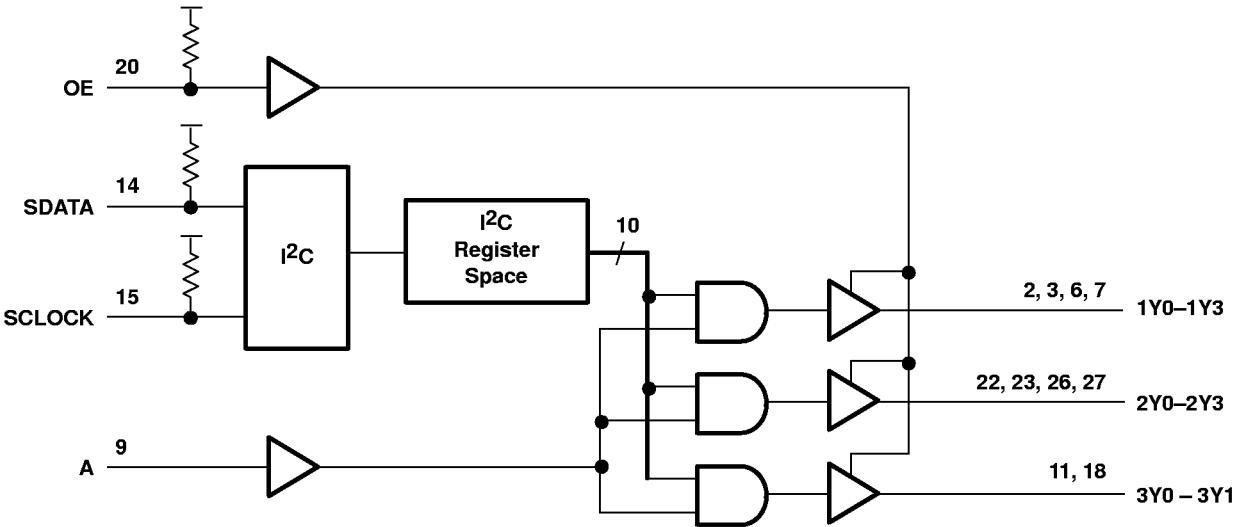 20
OE
14
SDATA
I²C
I²C
Register
Space
10
15
SCLOCK
2, 3, 6, 7
1Y0–1Y3
22, 23, 26, 27
2Y0–2Y3
9
A
11, 18
3Y0 – 3Y1